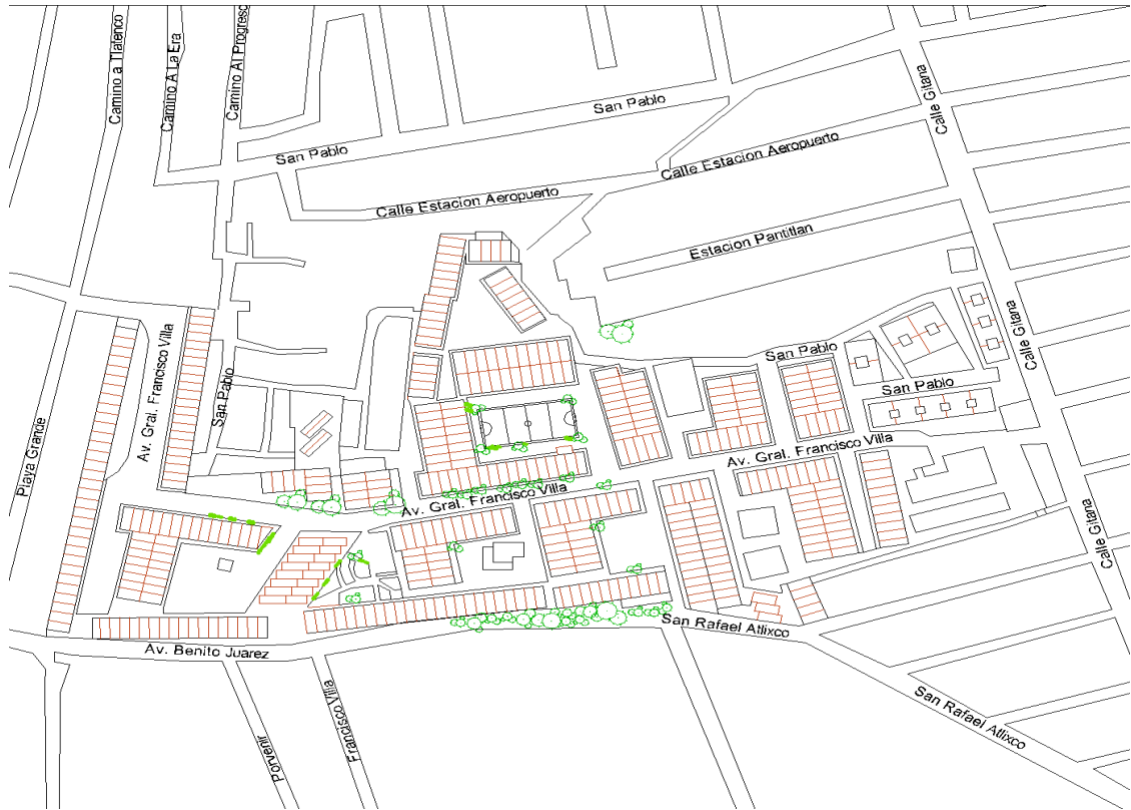 Camino a Tlatenco
Camino A La Era
Camino Al Progreso
San Pablo
San Pablo
Calle Gitana
Calle Estacion Aeropuerto
Calle Estacion Aeropuerto
Estacion Pantitlan
Av. Gral. Francisco Villa
San Pablo
Calle Gitana
San Pablo
San Pablo
Playa Grande
Av. Gral. Francisco Villa
Av. Gral. Francisco Villa
Calle Gitana
San Rafael Atlixco
Av. Benito Juarez
San Rafael Atlixco
Porvenir
Francisco Villa